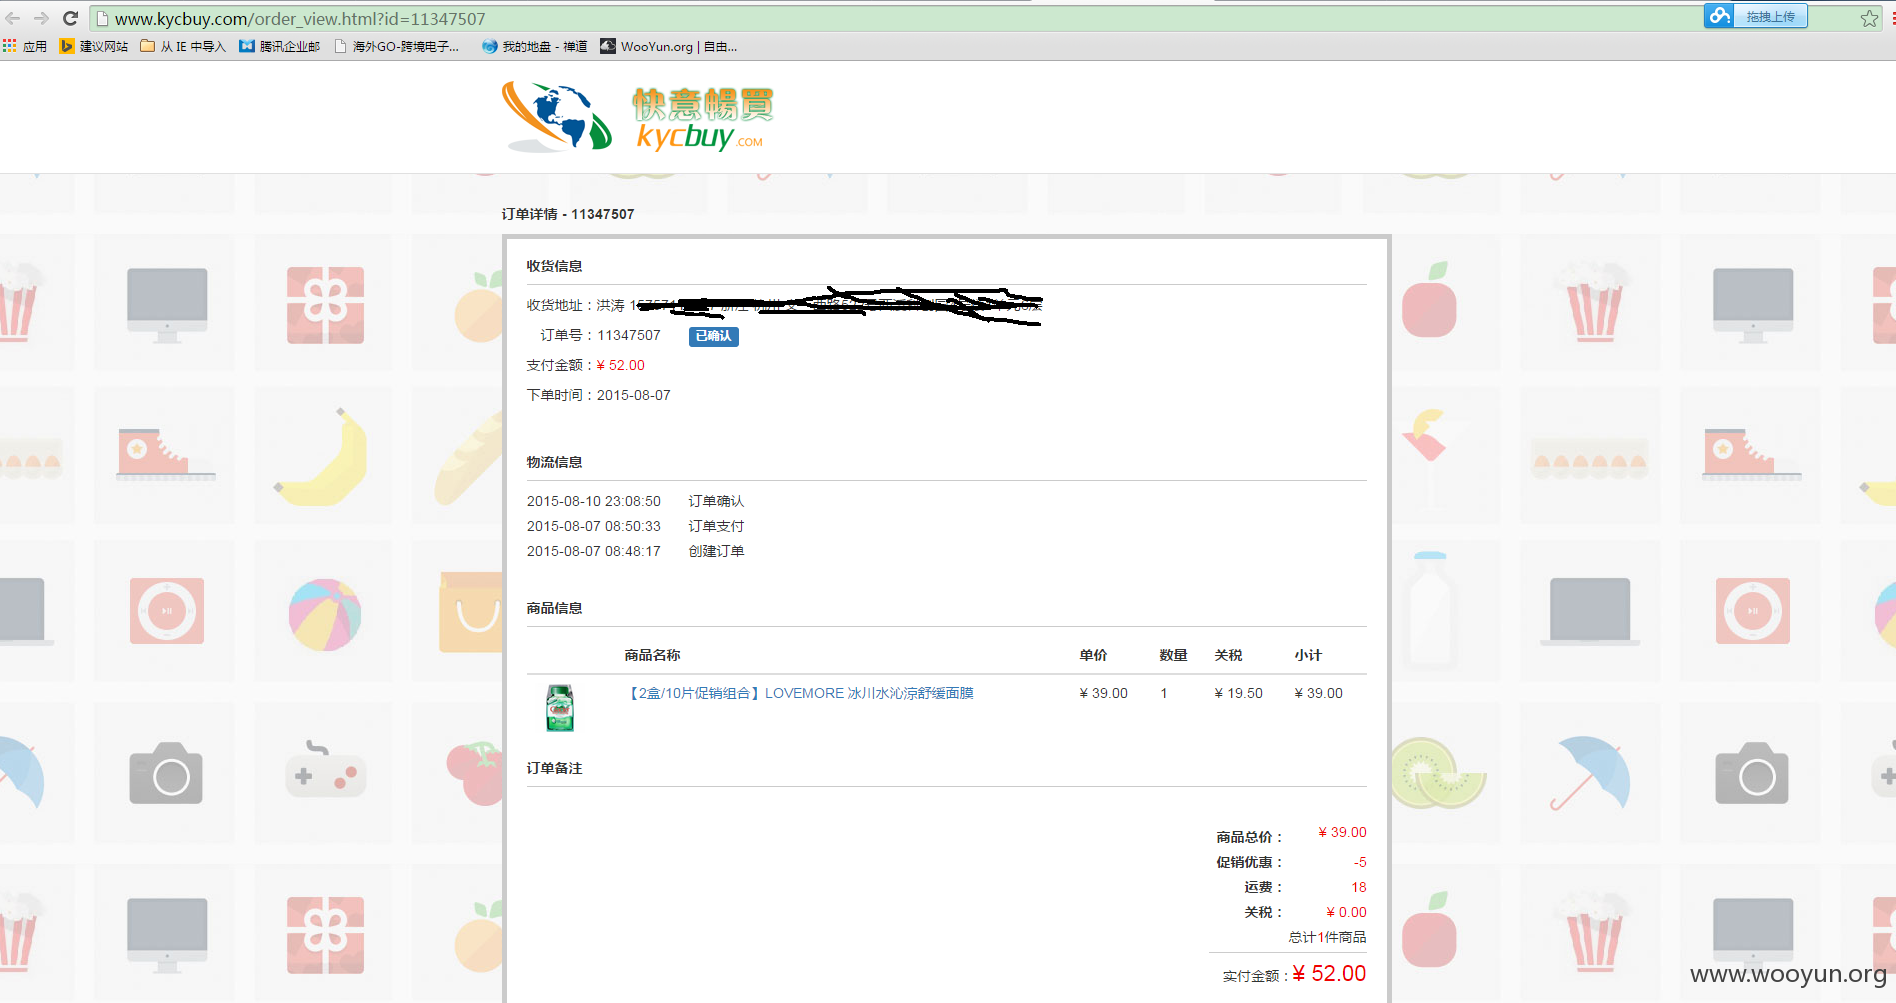 www.kycbuy.com/order_view.html?id=11347507
拖拽上传
应用 建议网站 从 IE 中导入 腾讯企业邮 海外GO-跨境电子... 我的地盘 - 禅道 WooYun.org | 自由...
快意暢買
kycbuy.COM
订单详情 - 11347507
收货信息
收货地址：洪涛
订单号：11347507 已确认
支付金额：¥ 52.00
下单时间：2015-08-07
物流信息
2015-08-10 23:08:50 订单确认
2015-08-07 08:50:33 订单支付
2015-08-07 08:48:17 创建订单
商品信息
商品名称 单价 数量 关税 小计
【2盒/10片促销组合】LOVEMORE 冰川水沁凉舒缓面膜 ¥ 39.00 1 ¥ 19.50 ¥ 39.00
订单备注
商品总价： ¥ 39.00
促销优惠： -5
运费： 18
关税： ¥ 0.00
总计1件商品
实付金额：¥ 52.00
www.wooyun.org